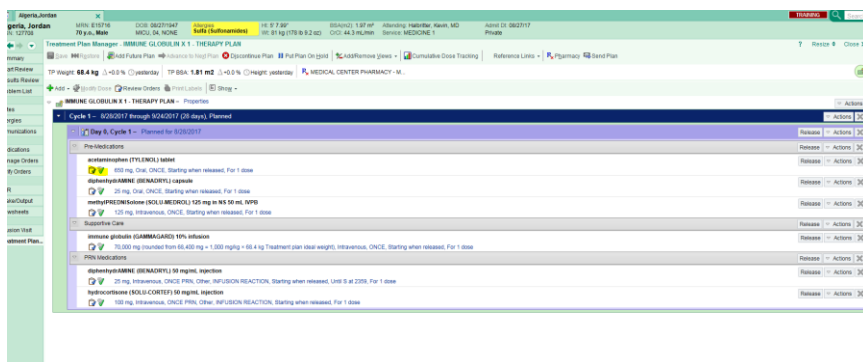 Algeria,Jordan ×
TRAINING
geria, Jordan MRN: E15716 DOB: 08/27/1947 Allergies Ht: 5' 7.99" BSA(m2): 1.97 m² Attending: Halbritter, Kevin, MD Admit Dt: 08/27/17
N: 127708 70 y.o., Male MICU, 04, NONE Sulfa (Sulfonamides) Wt: 81 kg (178 lb 9.2 oz) CrCl: 44.3 mL/min Service: MEDICINE 1 Private
Treatment Plan Manager - IMMUNE GLOBULIN X 1 - THERAPY PLAN ? Resize Close
Save Restore Add Future Plan Advance to Next Plan Discontinue Plan Put Plan On Hold Add/Remove Views Cumulative Dose Tracking Reference Links Pharmacy Send Plan
TP Weight: 68.4 kg +0.0 % yesterday TP BSA: 1.81 m2 +0.0 % Height: yesterday MEDICAL CENTER PHARMACY - M...
Add Modify Dose Review Orders Print Labels Show
IMMUNE GLOBULIN X 1 - THERAPY PLAN - Properties Actions
Cycle 1 – 8/28/2017 through 9/24/2017 (28 days), Planned Actions
Day 0, Cycle 1 – Planned for 8/28/2017 Release Actions
Pre-Medications
acetaminophen (TYLENOL) tablet Release Actions
650 mg, Oral, ONCE, Starting when released, For 1 dose
diphenhydrAMINE (BENADRYL) capsule Release Actions
25 mg, Oral, ONCE, Starting when released, For 1 dose
methylPREDNISolone (SOLU-MEDROL) 125 mg in NS 50 mL IVPB Release Actions
125 mg, Intravenous, ONCE, Starting when released, For 1 dose
Supportive Care
immune globulin (GAMMAGARD) 10% infusion Release Actions
70,000 mg (rounded from 68,400 mg = 1,000 mg/kg × 68.4 kg Treatment plan ideal weight), Intravenous, ONCE, Starting when released, For 1 dose
PRN Medications
diphenhydrAMINE (BENADRYL) 50 mg/mL injection Release Actions
25 mg, Intravenous, ONCE PRN, Other, INFUSION REACTION, Starting when released, Until S at 2359, For 1 dose
hydrocortisone (SOLU-CORTEF) 50 mg/mL injection Release Actions
100 mg, Intravenous, ONCE PRN, Other, INFUSION REACTION, Starting when released, For 1 dose
mmary
art Review
sults Review
oblem List
tes
ergies
munizations
dications
nage Orders
ify Orders
R
ake/Output
wsheets
usion Visit
atment Plan...